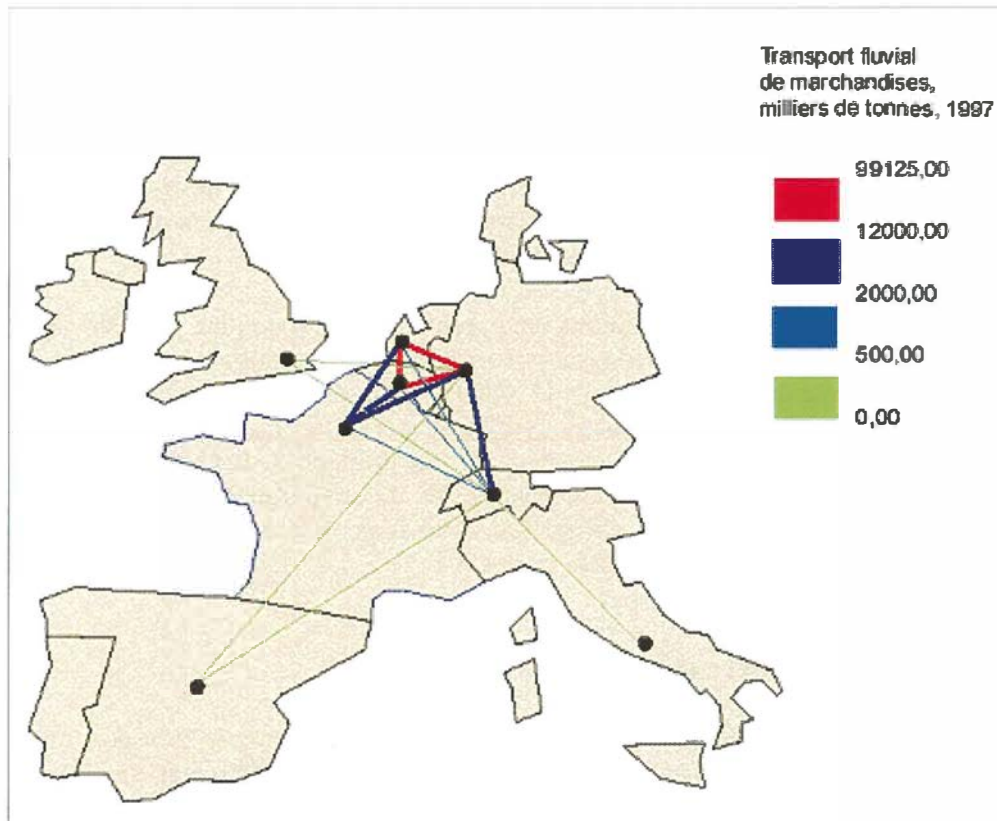 Transport fluvial
de marchandises,
milliers de tonnes, 1997
99125,00
12000,00
2000,00
500,00
0,00